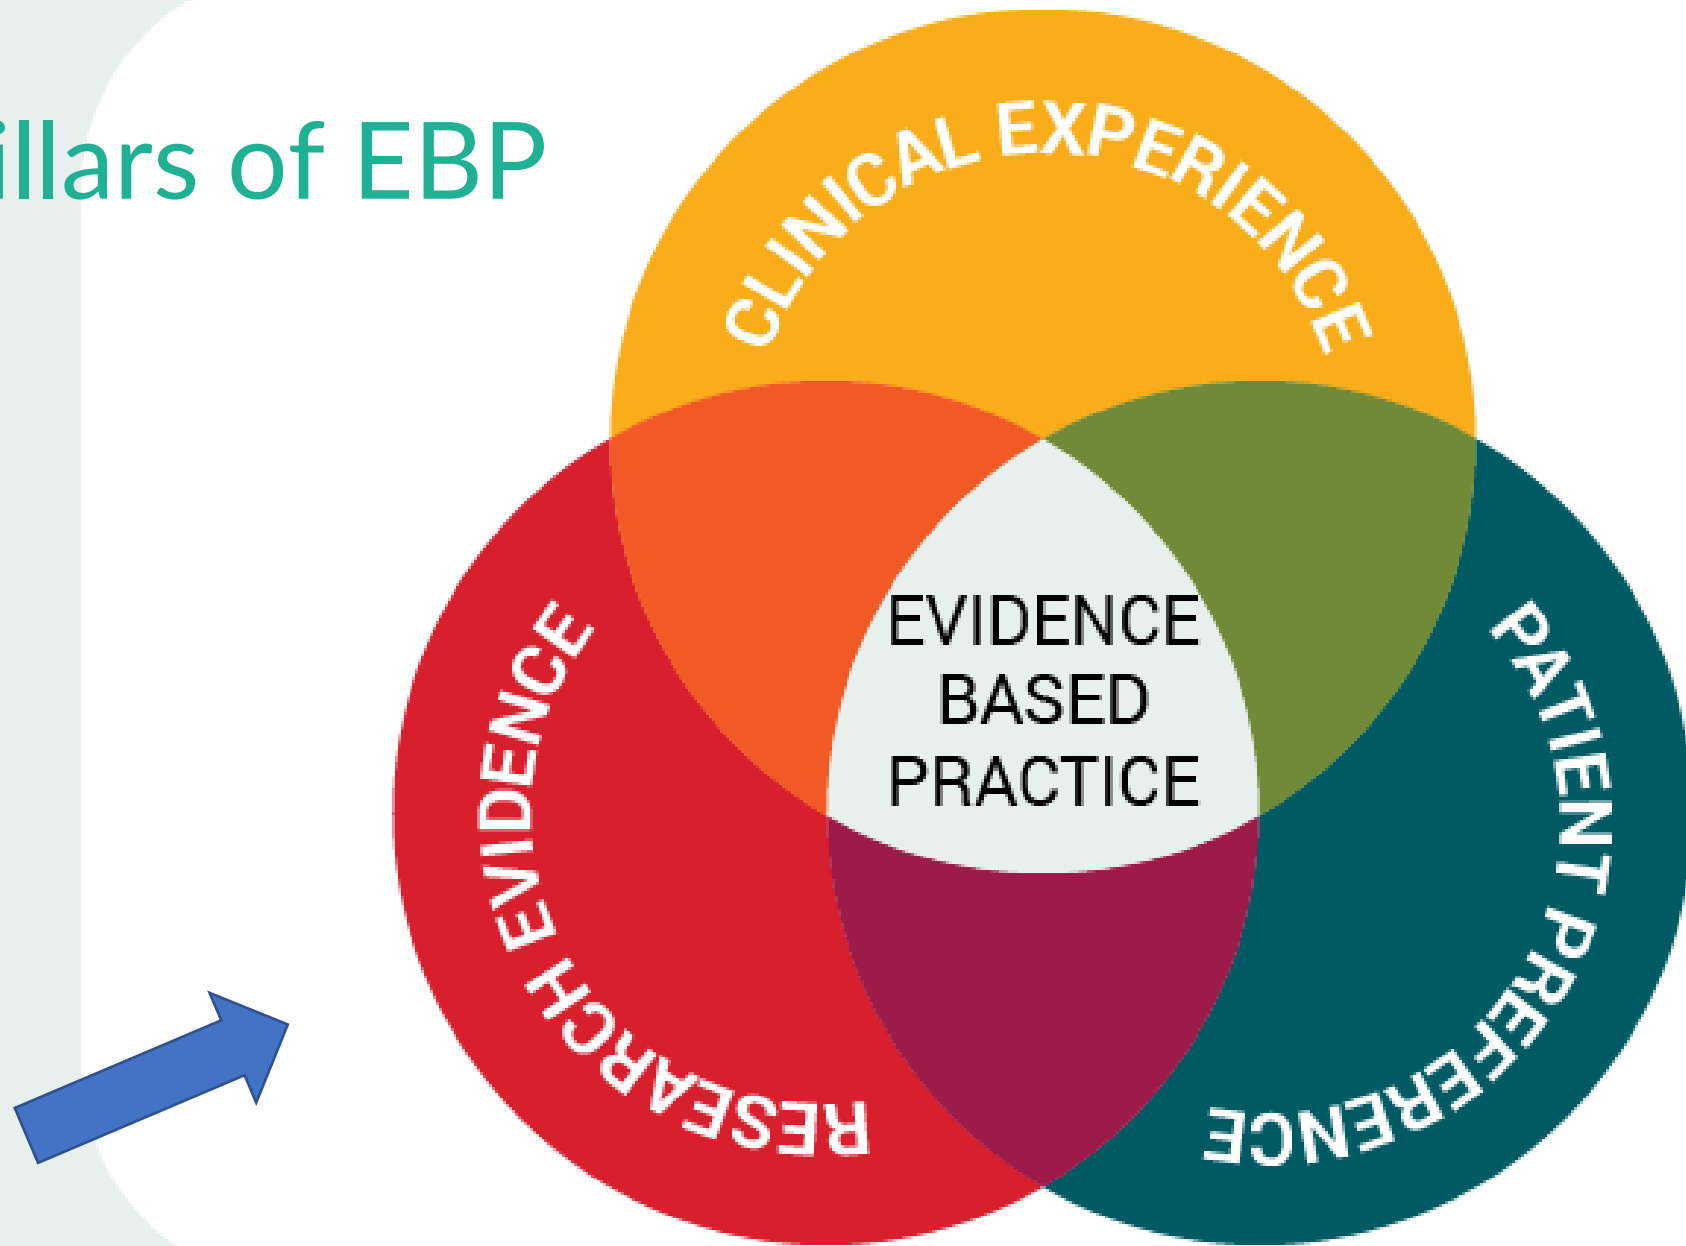 illars of EBP
CLINICAL EXPERIENCE
EVIDENCE
BASED
PRACTICE
RESEARCH EVIDENCE
PATIENT PREFERENCE